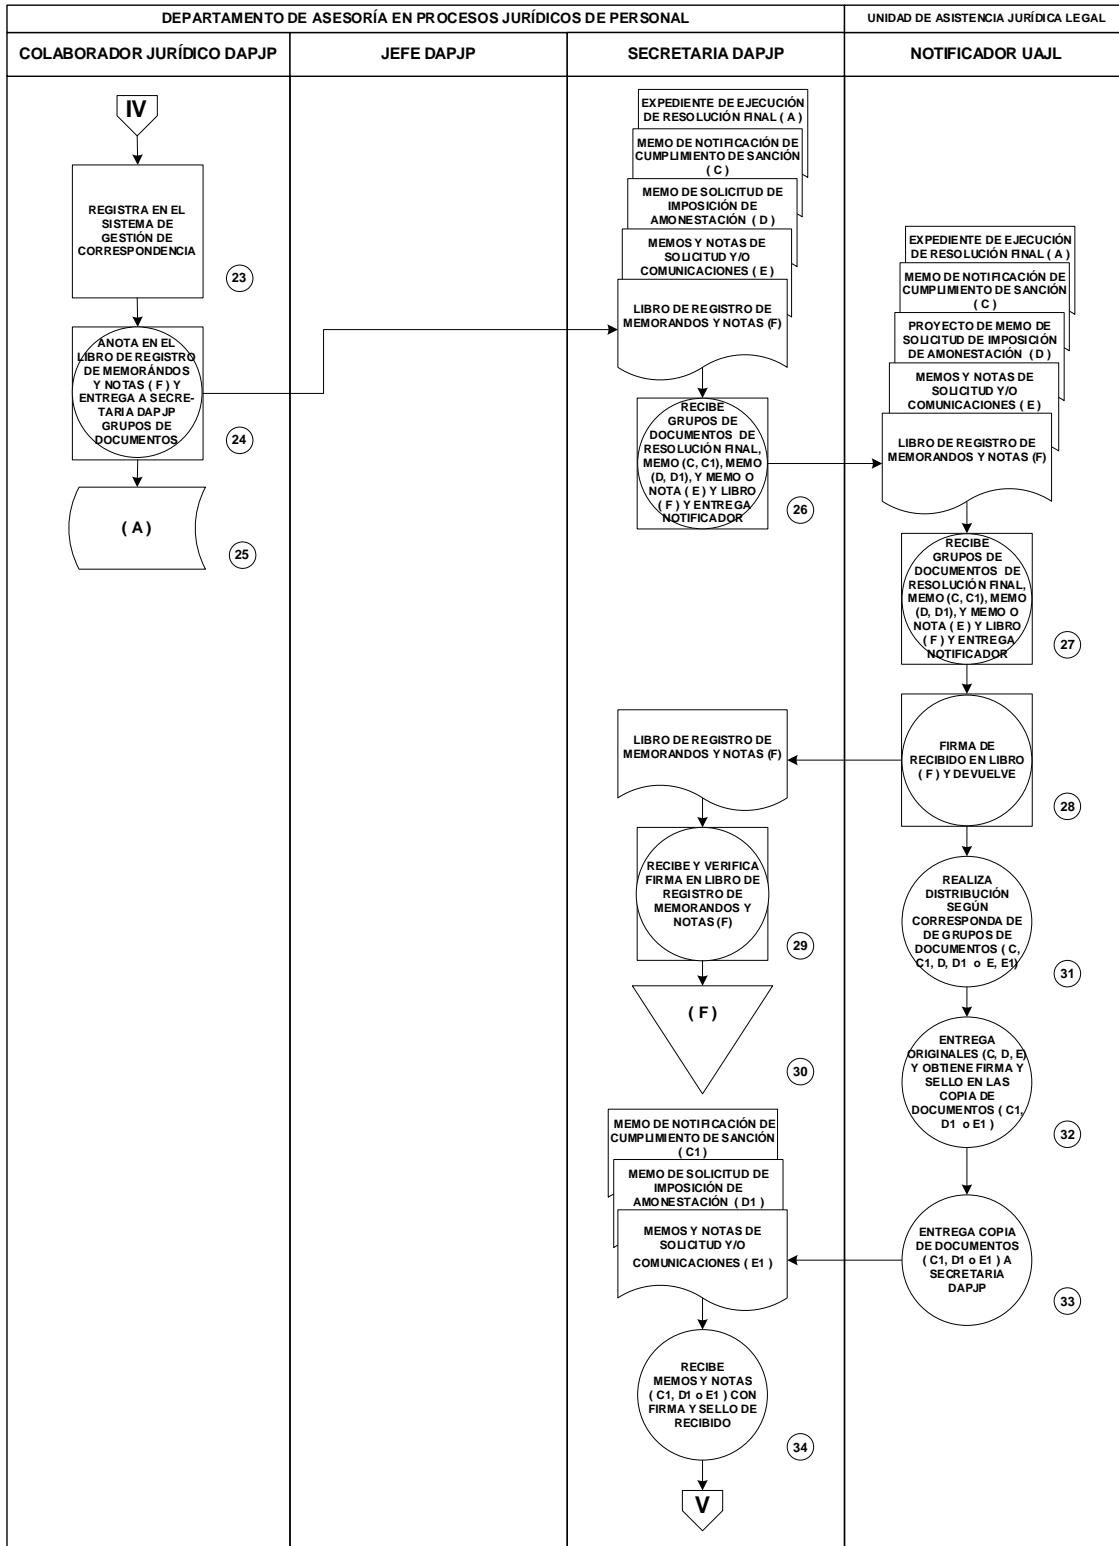 DEPARTAMENTO DE ASESORÍA EN PROCESOS JURÍDICOS DE PERSONAL
UNIDAD DE ASISTENCIA JURÍDICA LEGAL
COLABORADOR JURÍDICO DAPJP
JEFE DAPJP
SECRETARIA DAPJP
NOTIFICADOR UAJL
IV
REGISTRA EN EL
SISTEMA DE
GESTIÓN DE
CORRESPONDENCIA
23
ANOTA EN EL
LIBRO DE REGISTRO
DE MEMORÁNDOS
Y NOTAS ( F ) Y
ENTREGA A SECRE-
TARIA DAPJP
GRUPOS DE
DOCUMENTOS
24
( A )
25
EXPEDIENTE DE EJECUCIÓN
DE RESOLUCIÓN FINAL ( A )
MEMO DE NOTIFICACIÓN DE
CUMPLIMIENTO DE SANCIÓN
( C )
MEMO DE SOLICITUD DE
IMPOSICIÓN DE
AMONESTACIÓN ( D )
MEMOS Y NOTAS DE
SOLICITUD Y/O
COMUNICACIONES ( E )
LIBRO DE REGISTRO DE
MEMORANDOS Y NOTAS (F)
RECIBE
GRUPOS DE
DOCUMENTOS DE
RESOLUCIÓN FINAL,
MEMO (C, C1), MEMO
(D, D1), Y MEMO O
NOTA ( E ) Y LIBRO
( F ) Y ENTREGA
NOTIFICADOR
26
EXPEDIENTE DE EJECUCIÓN
DE RESOLUCIÓN FINAL ( A )
MEMO DE NOTIFICACIÓN DE
CUMPLIMIENTO DE SANCIÓN
( C )
PROYECTO DE MEMO DE
SOLICITUD DE IMPOSICIÓN
DE AMONESTACIÓN ( D )
MEMOS Y NOTAS DE
SOLICITUD Y/O
COMUNICACIONES ( E )
LIBRO DE REGISTRO DE
MEMORANDOS Y NOTAS (F)
RECIBE
GRUPOS DE
DOCUMENTOS DE
RESOLUCIÓN FINAL,
MEMO (C, C1), MEMO
(D, D1), Y MEMO O
NOTA ( E ) Y LIBRO
( F ) Y ENTREGA
NOTIFICADOR
27
FIRMA DE
RECIBIDO EN LIBRO
( F ) Y DEVUELVE
28
LIBRO DE REGISTRO DE
MEMORANDOS Y NOTAS (F)
RECIBE Y VERIFICA
FIRMA EN LIBRO DE
REGISTRO DE
MEMORANDOS Y
NOTAS (F)
29
( F )
30
REALIZA
DISTRIBUCIÓN
SEGÚN
CORRESPONDA DE
DE GRUPOS DE
DOCUMENTOS ( C,
C1, D, D1 o E, E1)
31
ENTREGA
ORIGINALES (C, D, E)
Y OBTIENE FIRMA Y
SELLO EN LAS
COPIA DE
DOCUMENTOS ( C1,
D1 o E1 )
32
ENTREGA COPIA
DE DOCUMENTOS
( C1, D1 o E1 ) A
SECRETARIA
DAPJP
33
MEMO DE NOTIFICACIÓN DE
CUMPLIMIENTO DE SANCIÓN
( C1)
MEMO DE SOLICITUD DE
IMPOSICIÓN DE
AMONESTACIÓN ( D1 )
MEMOS Y NOTAS DE
SOLICITUD Y/O
COMUNICACIONES ( E1 )
RECIBE
MEMOS Y NOTAS
( C1, D1 o E1 ) CON
FIRMA Y SELLO DE
RECIBIDO
34
V